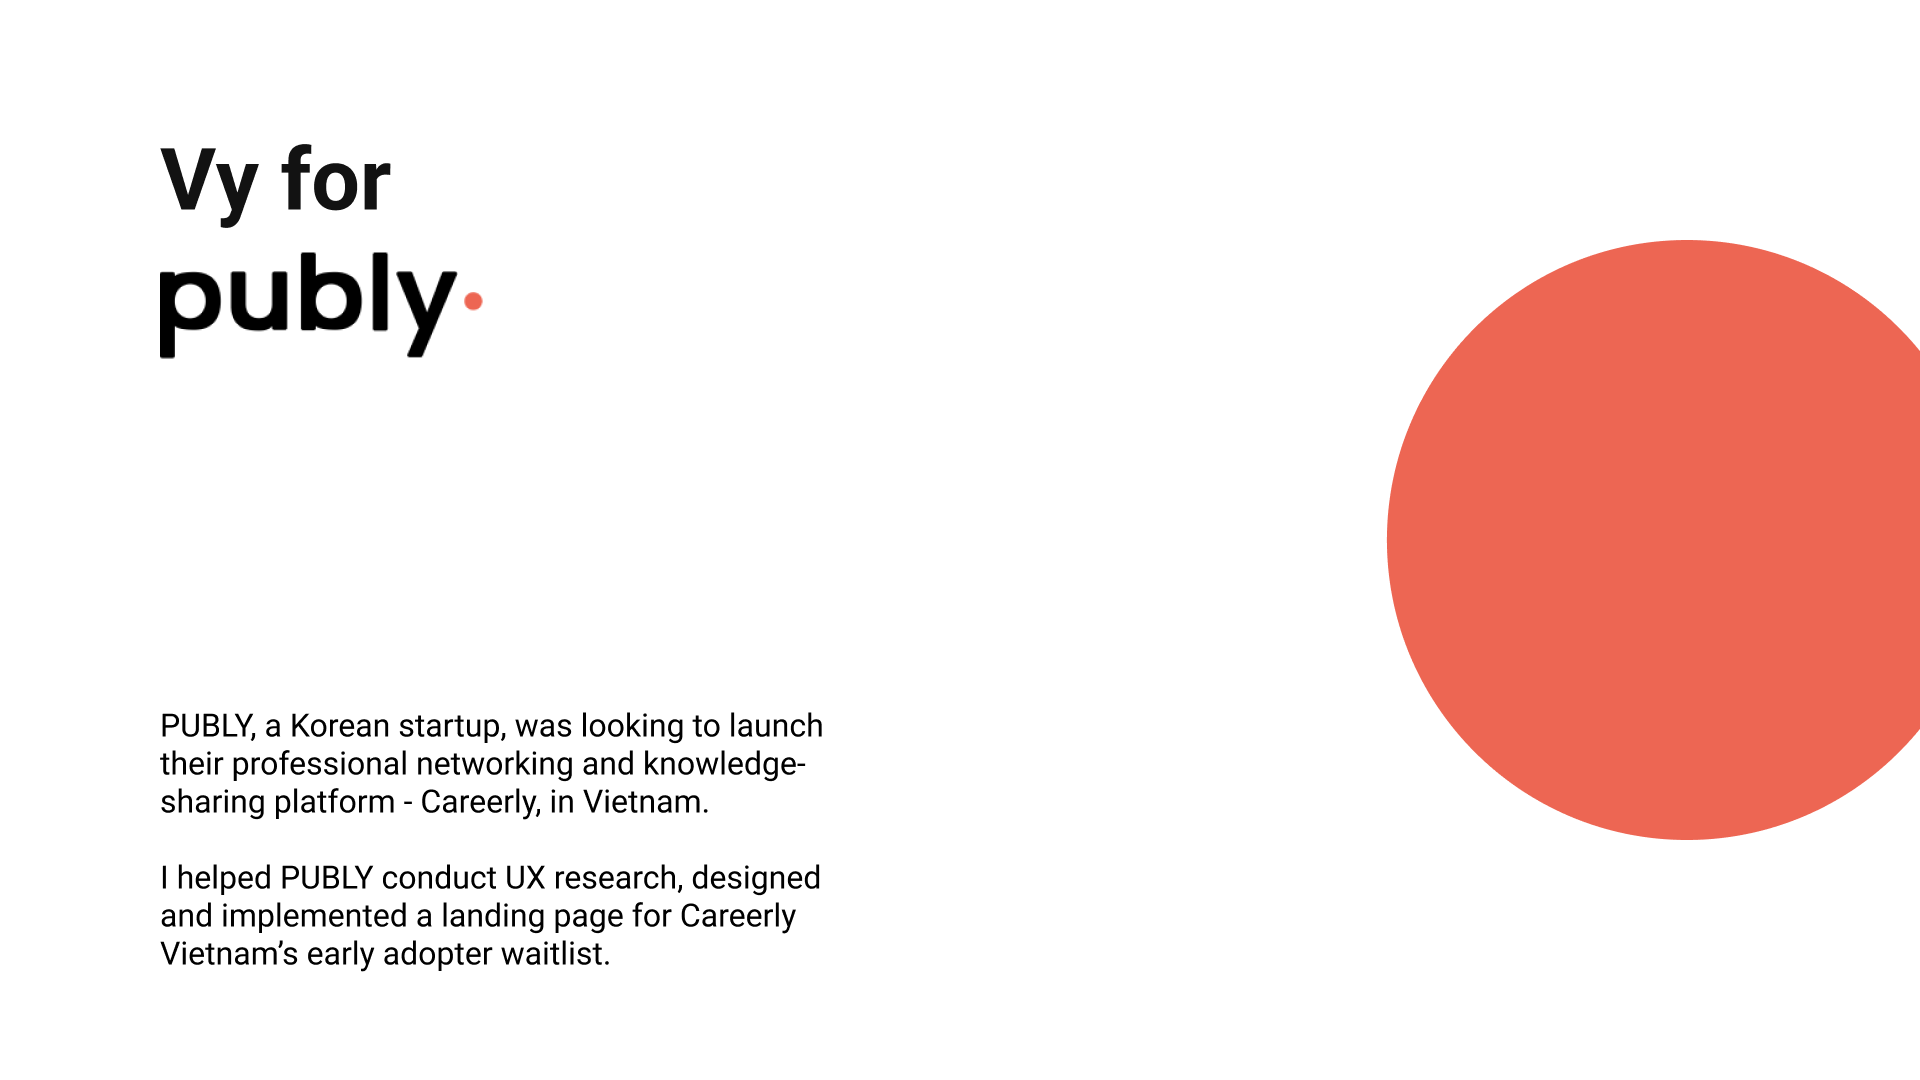 Vy for
publy
PUBLY, a Korean startup, was looking to launch
their professional networking and knowledge-
sharing platform - Careerly, in Vietnam.
I helped PUBLY conduct UX research, designed
and implemented a landing page for Careerly
Vietnam’s early adopter waitlist.